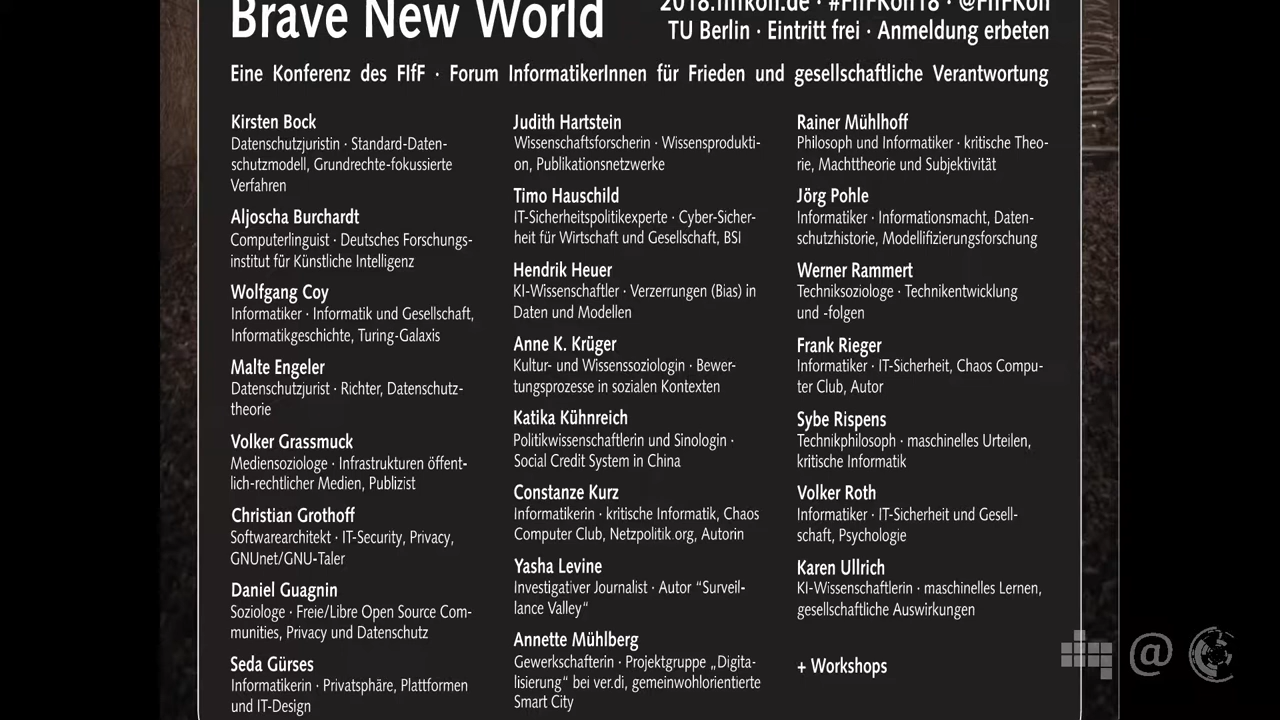 Brave New World
2018.fiffkon.de · #FIfFKon18 · @FIfFKon
TU Berlin · Eintritt frei · Anmeldung erbeten
Eine Konferenz des FIfF · Forum InformatikerInnen für Frieden und gesellschaftliche Verantwortung
Kirsten Bock
Datenschutzjuristin · Standard-Daten-
schutzmodell, Grundrechte-fokussierte
Verfahren
Aljoscha Burchardt
Computerlinguist · Deutsches Forschungs-
institut für Künstliche Intelligenz
Wolfgang Coy
Informatiker · Informatik und Gesellschaft,
Informatikgeschichte, Turing-Galaxis
Malte Engeler
Datenschutzjurist · Richter, Datenschutz-
theorie
Volker Grassmuck
Mediensoziologe · Infrastrukturen öffent-
lich-rechtlicher Medien, Publizist
Christian Grothoff
Softwarearchitekt · IT-Security, Privacy,
GNUnet/GNU-Taler
Daniel Guagnin
Soziologe · Freie/Libre Open Source Com-
munities, Privacy und Datenschutz
Seda Gürses
Informatikerin · Privatsphäre, Plattformen
und IT-Design
Judith Hartstein
Wissenschaftsforscherin · Wissensprodukti-
on, Publikationsnetzwerke
Timo Hauschild
IT-Sicherheitspolitikexperte · Cyber-Sicher-
heit für Wirtschaft und Gesellschaft, BSI
Hendrik Heuer
KI-Wissenschaftler · Verzerrungen (Bias) in
Daten und Modellen
Anne K. Krüger
Kultur- und Wissenssoziologin · Bewer-
tungsprozesse in sozialen Kontexten
Katika Kühnreich
Politikwissenschaftlerin und Sinologin ·
Social Credit System in China
Constanze Kurz
Informatikerin · kritische Informatik, Chaos
Computer Club, Netzpolitik.org, Autorin
Yasha Levine
Investigativer Journalist · Autor “Surveil-
lance Valley“
Annette Mühlberg
Gewerkschafterin · Projektgruppe „Digita-
lisierung“ bei ver.di, gemeinwohlorientierte
Smart City
Rainer Mühlhoff
Philosoph und Informatiker · kritische Theo-
rie, Machttheorie und Subjektivität
Jörg Pohle
Informatiker · Informationsmacht, Daten-
schutzhistorie, Modellifizierungsforschung
Werner Rammert
Techniksoziologe · Technikentwicklung
und -folgen
Frank Rieger
Informatiker · IT-Sicherheit, Chaos Compu-
ter Club, Autor
Sybe Rispens
Technikphilosoph · maschinelles Urteilen,
kritische Informatik
Volker Roth
Informatiker · IT-Sicherheit und Gesell-
schaft, Psychologie
Karen Ullrich
KI-Wissenschaftlerin · maschinelles Lernen,
gesellschaftliche Auswirkungen
+ Workshops
@